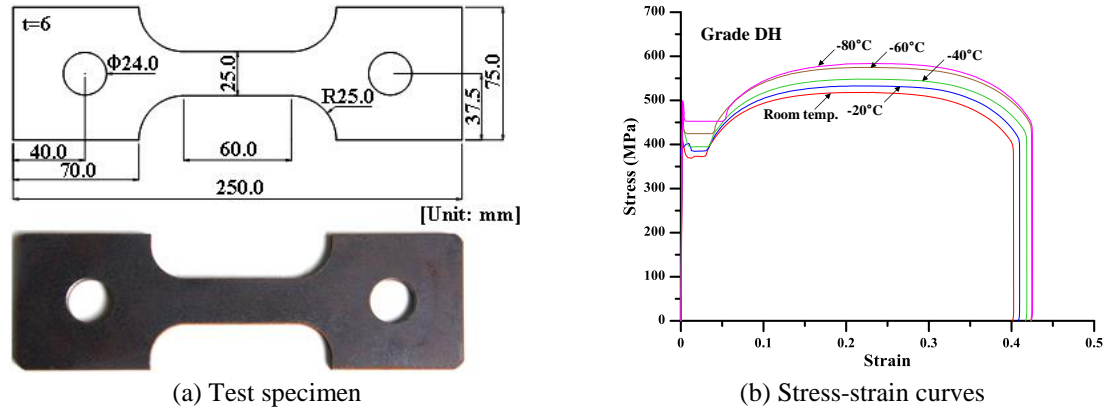 t=6
Φ24.0
25.0
R25.0
37.5
75.0
40.0
60.0
70.0
250.0
[Unit: mm]
(a) Test specimen
700
600
500
400
300
200
100
0
Stress (MPa)
Grade DH
-80°C
-60°C
-40°C
Room temp.
-20°C
0
0.1
0.2
0.3
0.4
0.5
Strain
(b) Stress-strain curves